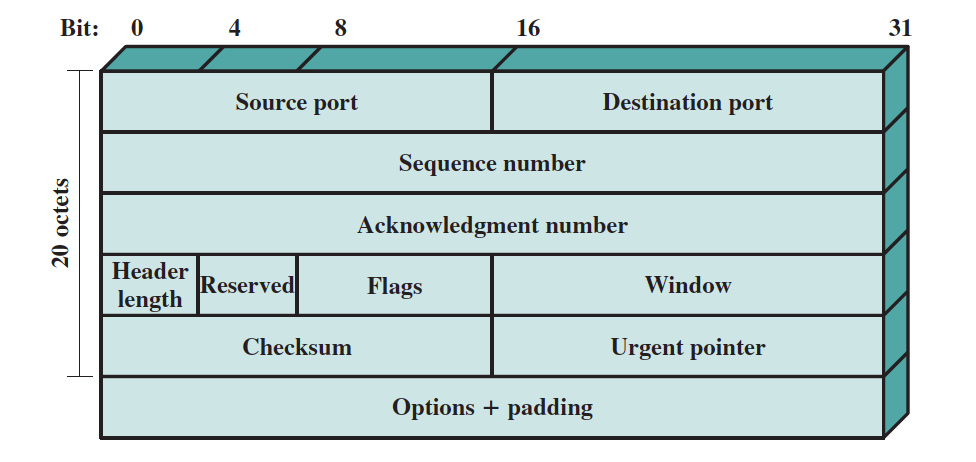 Bit: 0 4 8 16 31
Source port Destination port
Sequence number
Acknowledgment number
Header length Reserved Flags Window
Checksum Urgent pointer
Options + padding
20 octets